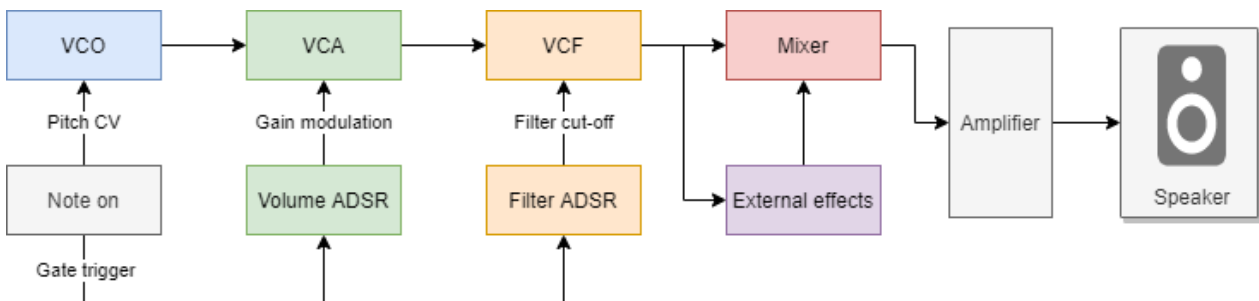 VCO
VCA
VCF
Mixer
Pitch CV
Gain modulation
Filter cut-off
Amplifier
Note on
Volume ADSR
Filter ADSR
External effects
Speaker
Gate trigger